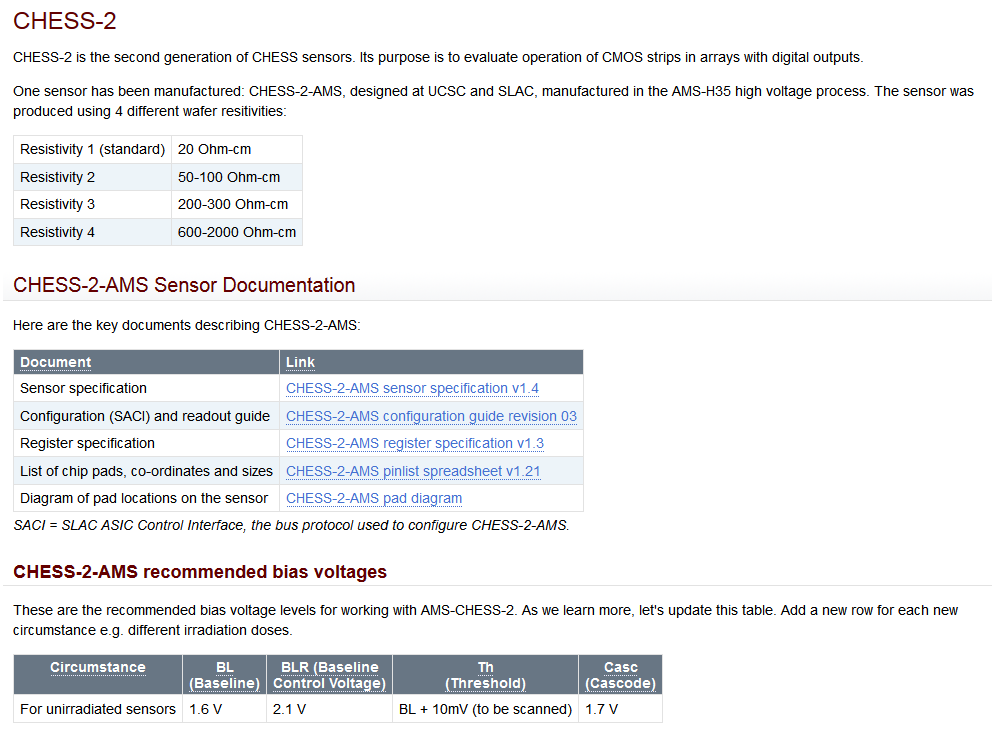 CHESS-2
CHESS-2 is the second generation of CHESS sensors. Its purpose is to evaluate operation of CMOS strips in arrays with digital outputs.
One sensor has been manufactured: CHESS-2-AMS, designed at UCSC and SLAC, manufactured in the AMS-H35 high voltage process. The sensor was
produced using 4 different wafer resitivities:
Resistivity 1 (standard) 20 Ohm-cm
Resistivity 2 50-100 Ohm-cm
Resistivity 3 200-300 Ohm-cm
Resistivity 4 600-2000 Ohm-cm
CHESS-2-AMS Sensor Documentation
Here are the key documents describing CHESS-2-AMS:
Document Link
Sensor specification CHESS-2-AMS sensor specification v1.4
Configuration (SACI) and readout guide CHESS-2-AMS configuration guide revision 03
Register specification CHESS-2-AMS register specification v1.3
List of chip pads, co-ordinates and sizes CHESS-2-AMS pinlist spreadsheet v1.21
Diagram of pad locations on the sensor CHESS-2-AMS pad diagram
SACI = SLAC ASIC Control Interface, the bus protocol used to configure CHESS-2-AMS.
CHESS-2-AMS recommended bias voltages
These are the recommended bias voltage levels for working with AMS-CHESS-2. As we learn more, let's update this table. Add a new row for each new
circumstance e.g. different irradiation doses.
Circumstance BL BLR (Baseline Th Casc
(Baseline) Control Voltage) (Threshold) (Cascode)
For unirradiated sensors 1.6 V 2.1 V BL + 10mV (to be scanned) 1.7 V